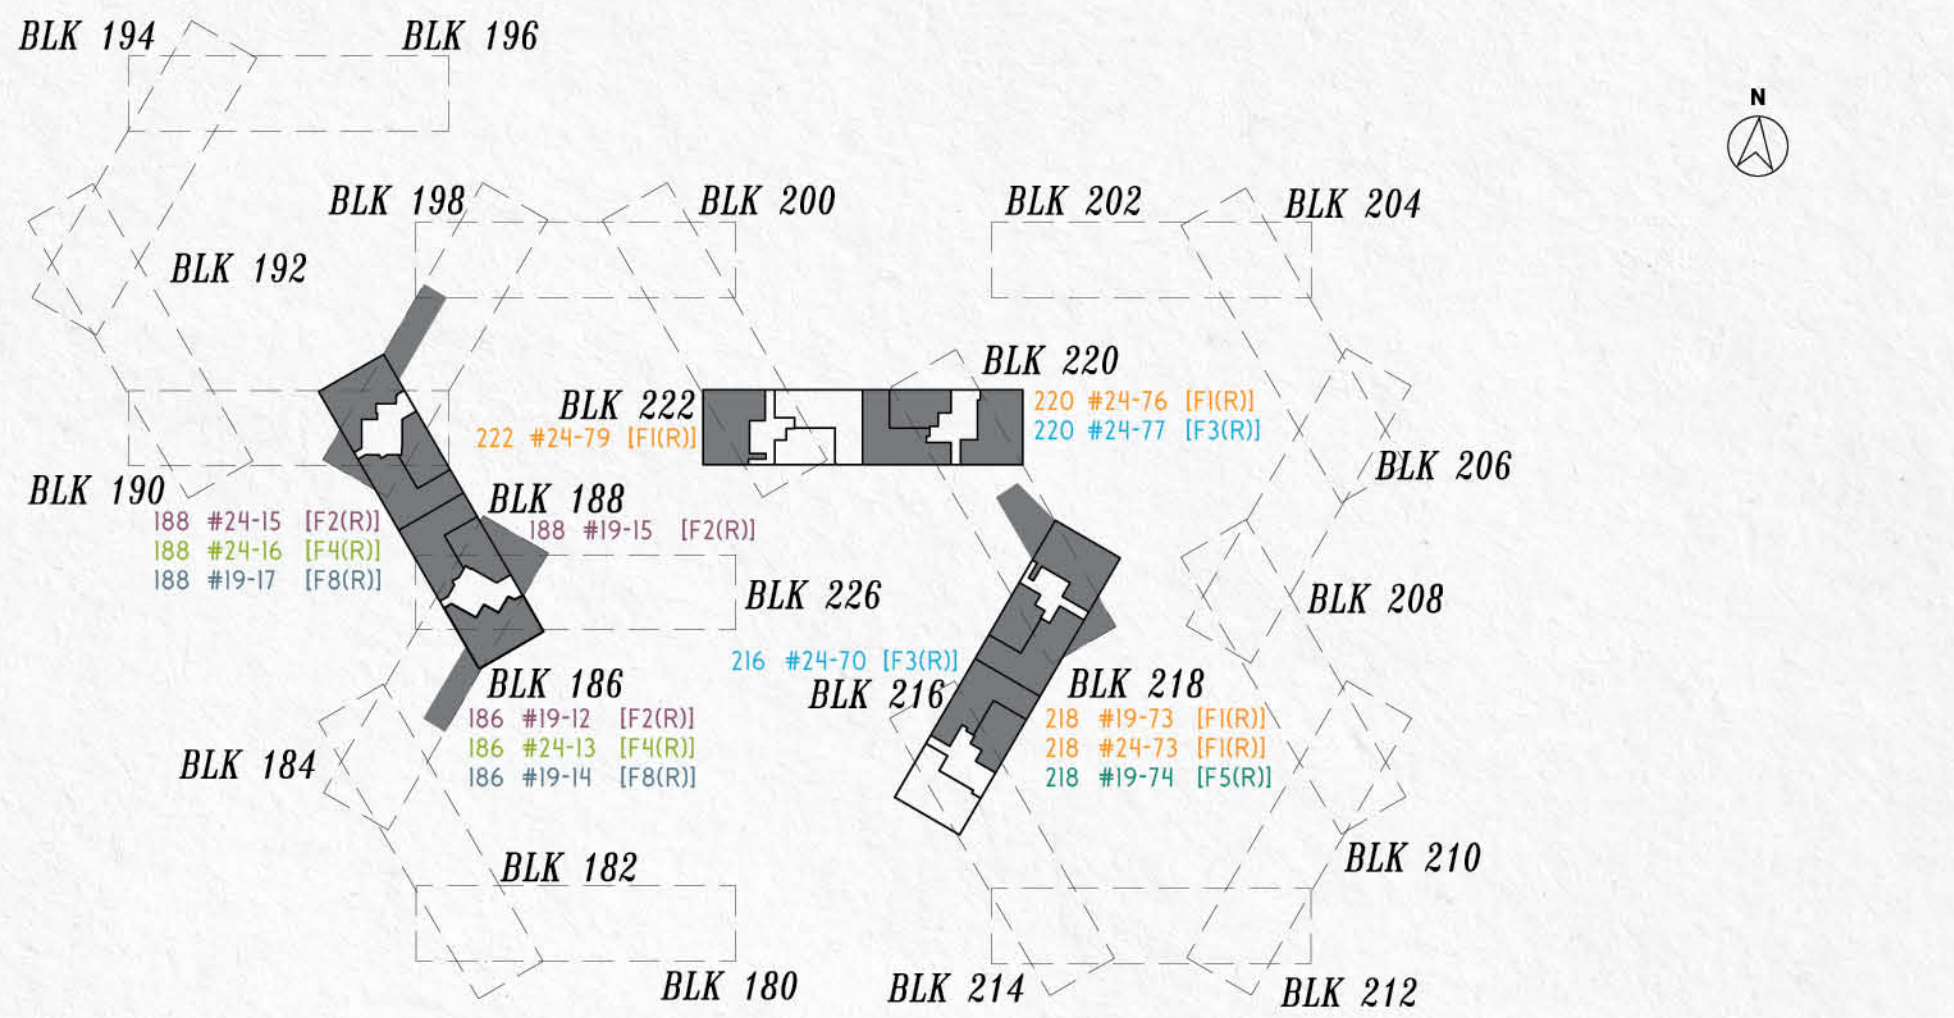 BLK 194
BLK 196
N
BLK 198
BLK 200
BLK 202
BLK 204
BLK 192
BLK 220
220 #24-76 [F1(R)]
220 #24-77 [F3(R)]
BLK 222
222 #24-79 [F1(R)]
BLK 206
BLK 190
188 #24-15 [F2(R)]
188 #24-16 [F4(R)]
188 #19-17 [F8(R)]
BLK 188
188 #19-15 [F2(R)]
BLK 226
BLK 208
216 #24-70 [F3(R)]
BLK 216
BLK 186
186 #19-12 [F2(R)]
186 #24-13 [F4(R)]
186 #19-14 [F8(R)]
BLK 218
218 #19-73 [F1(R)]
218 #24-73 [F1(R)]
218 #19-74 [F5(R)]
BLK 184
BLK 182
BLK 210
BLK 180
BLK 214
BLK 212